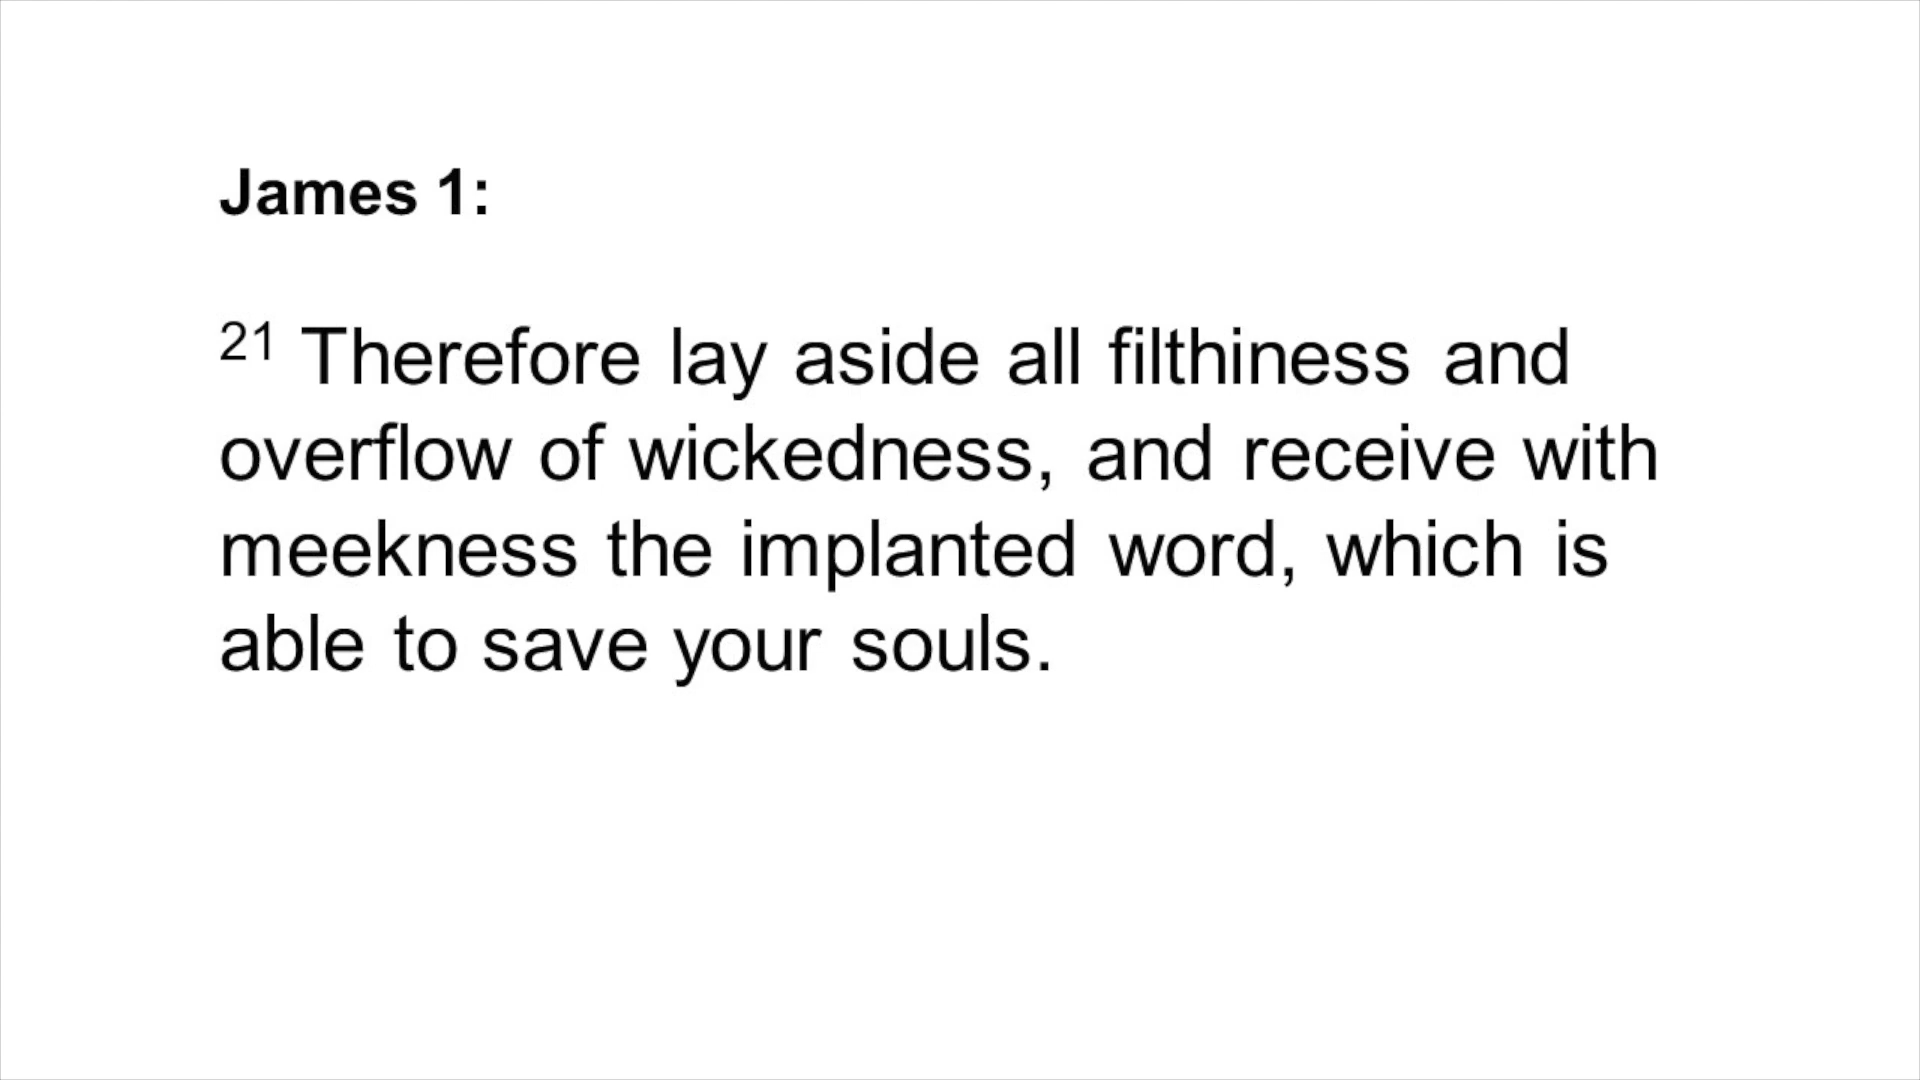 James 1:
21 Therefore lay aside all filthiness and
overflow of wickedness, and receive with
meekness the implanted word, which is
able to save your souls.